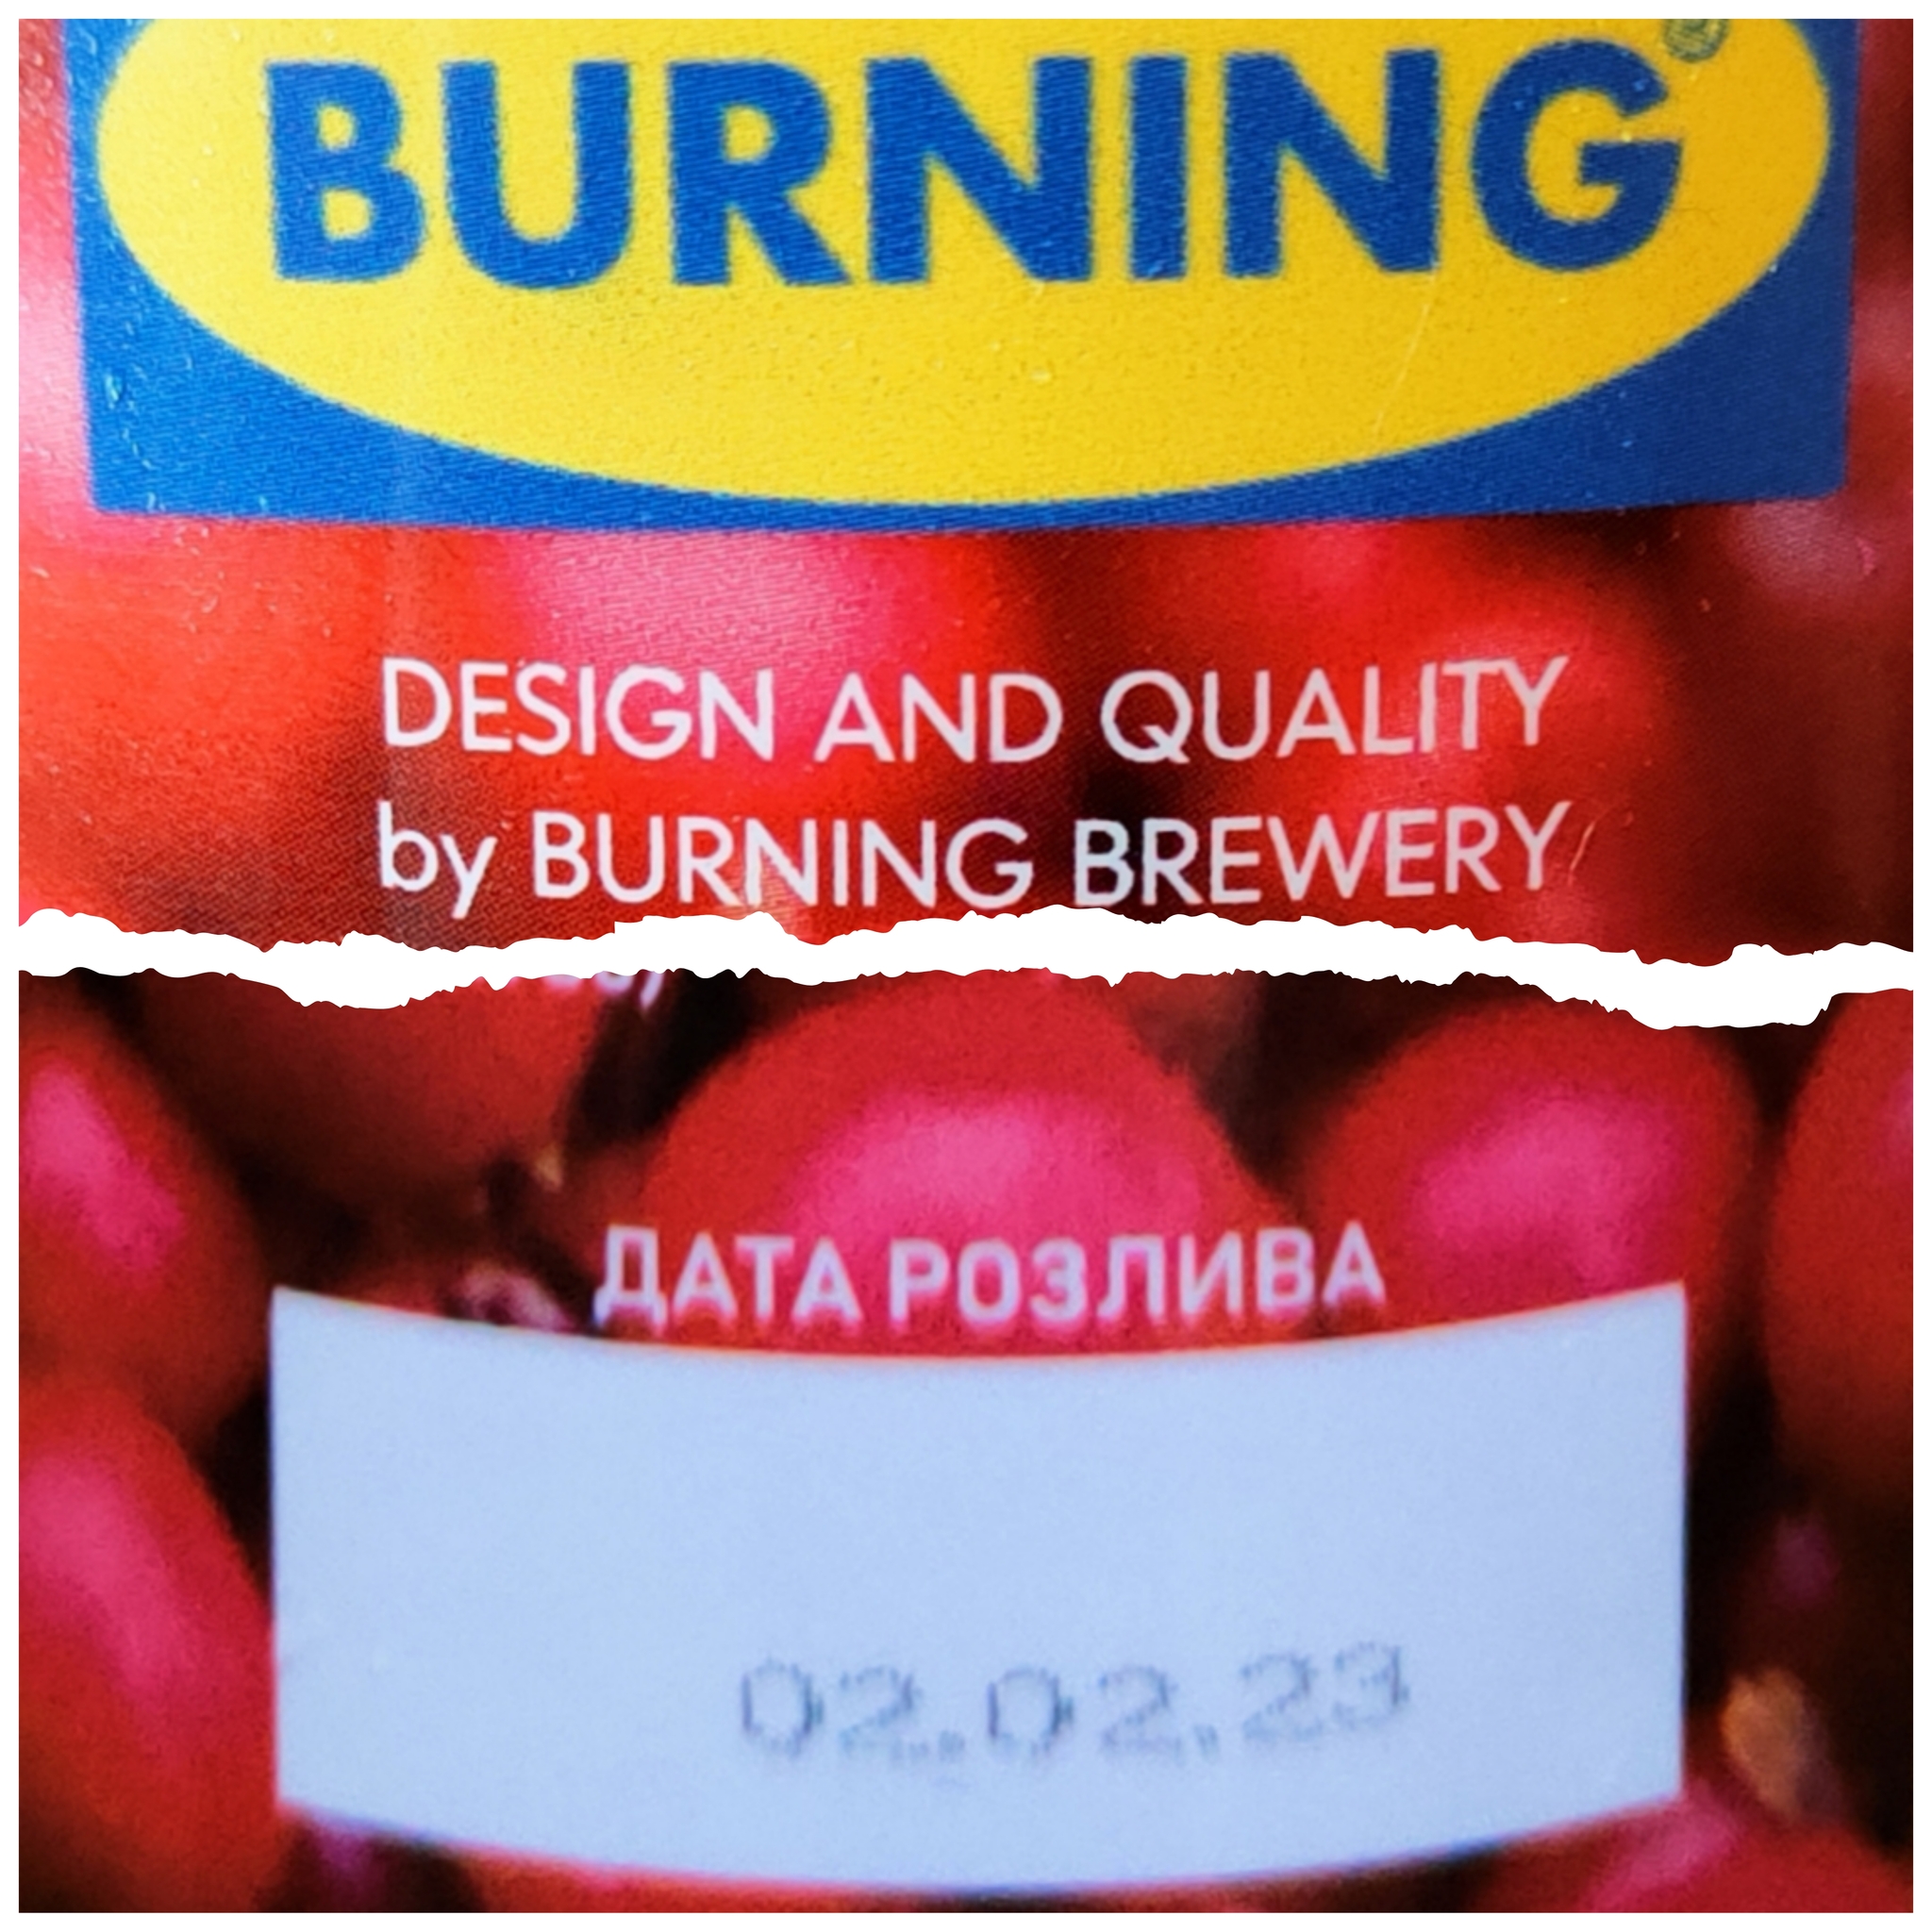 BURNING
DESIGN AND QUALITY
by BURNING BREWERY
ДАТА РОЗЛИВА
02.02.23